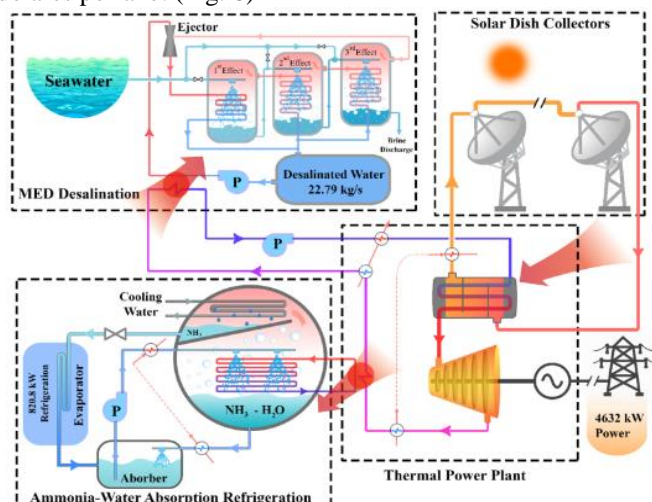 Solar Dish Collectors
Ejector
Seawater
1st Effect
2nd Effect
3rd Effect
Brine
Discharge
P
Desalinated Water
22.79 kg/s
MED Desalination
P
Cooling
Water
NH3
820.8 kW
Refrigeration
Evaporator
P
NH3 - H2O
Aborber
Ammonia-Water Absorption Refrigeration
4632 kW
Power
Thermal Power Plant